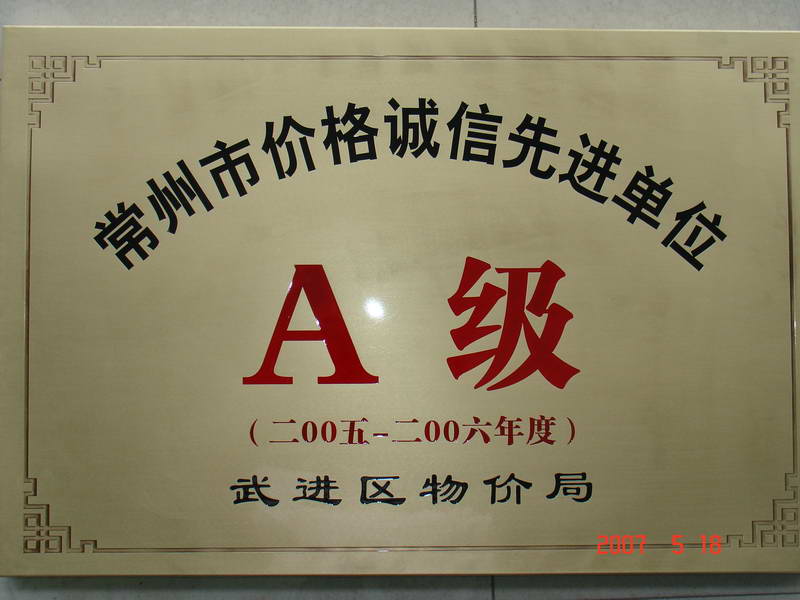 常州市价格诚信先进单位
A 级
(二00五-二00六年度)
武进区物价局
2007 5 18